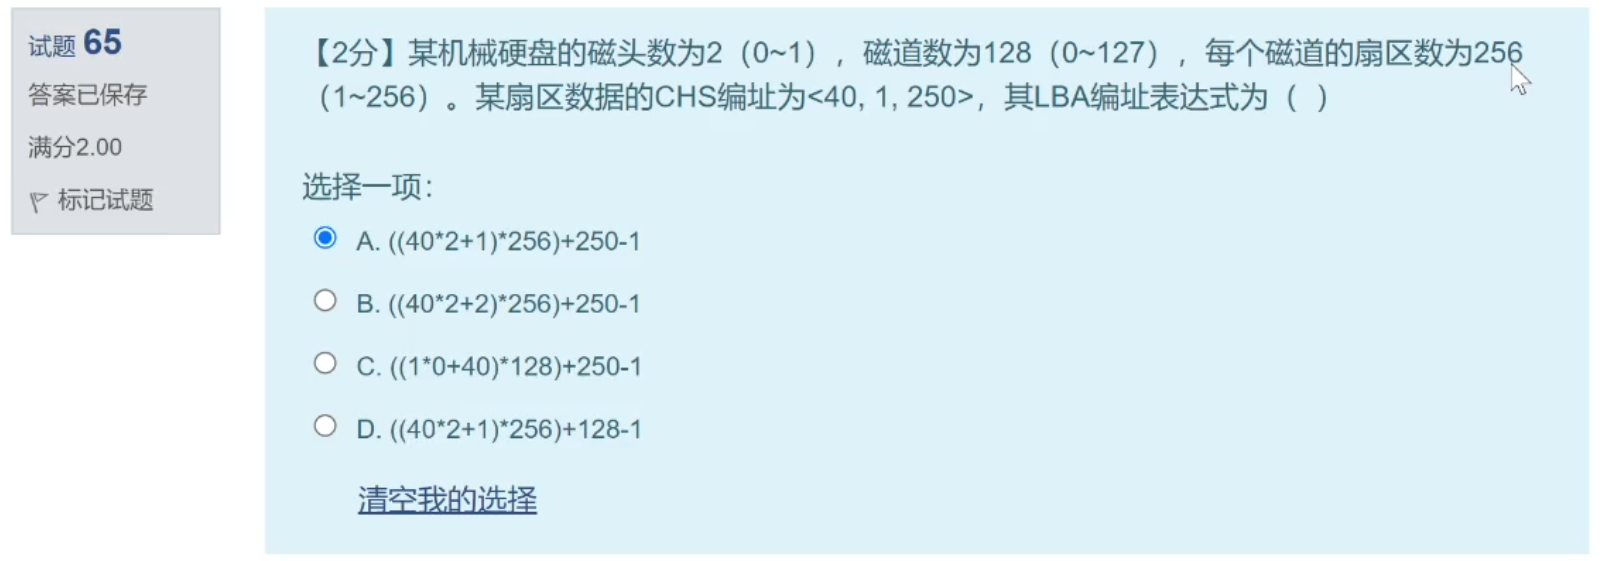 试题 65
答案已保存
满分2.00
标记试题
【2分】某机械硬盘的磁头数为2（0~1），磁道数为128（0~127），每个磁道的扇区数为256
（1~256）。某扇区数据的CHS编址为<40, 1, 250>，其LBA编址表达式为（ ）
选择一项：
A. ((40*2+1)*256)+250-1
B. ((40*2+2)*256)+250-1
C. ((1*0+40)*128)+250-1
D. ((40*2+1)*256)+128-1
清空我的选择